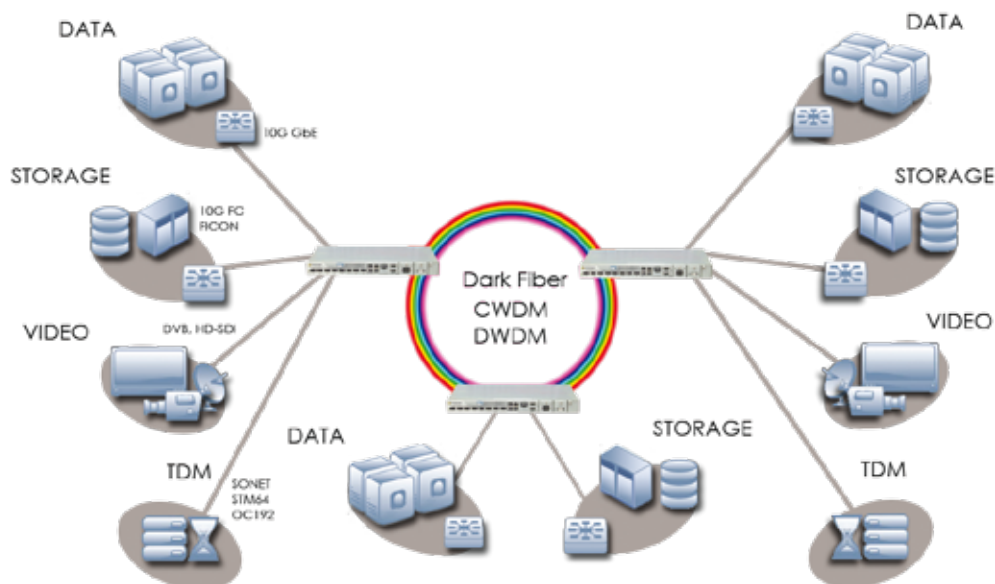 DATA
10G GbE
STORAGE
10G FC
FICON
VIDEO
DVB, HD-SDI
TDM
SONET
STM64
OC192
Dark Fiber
CWDM
DWDM
DATA
STORAGE
DATA
STORAGE
VIDEO
TDM